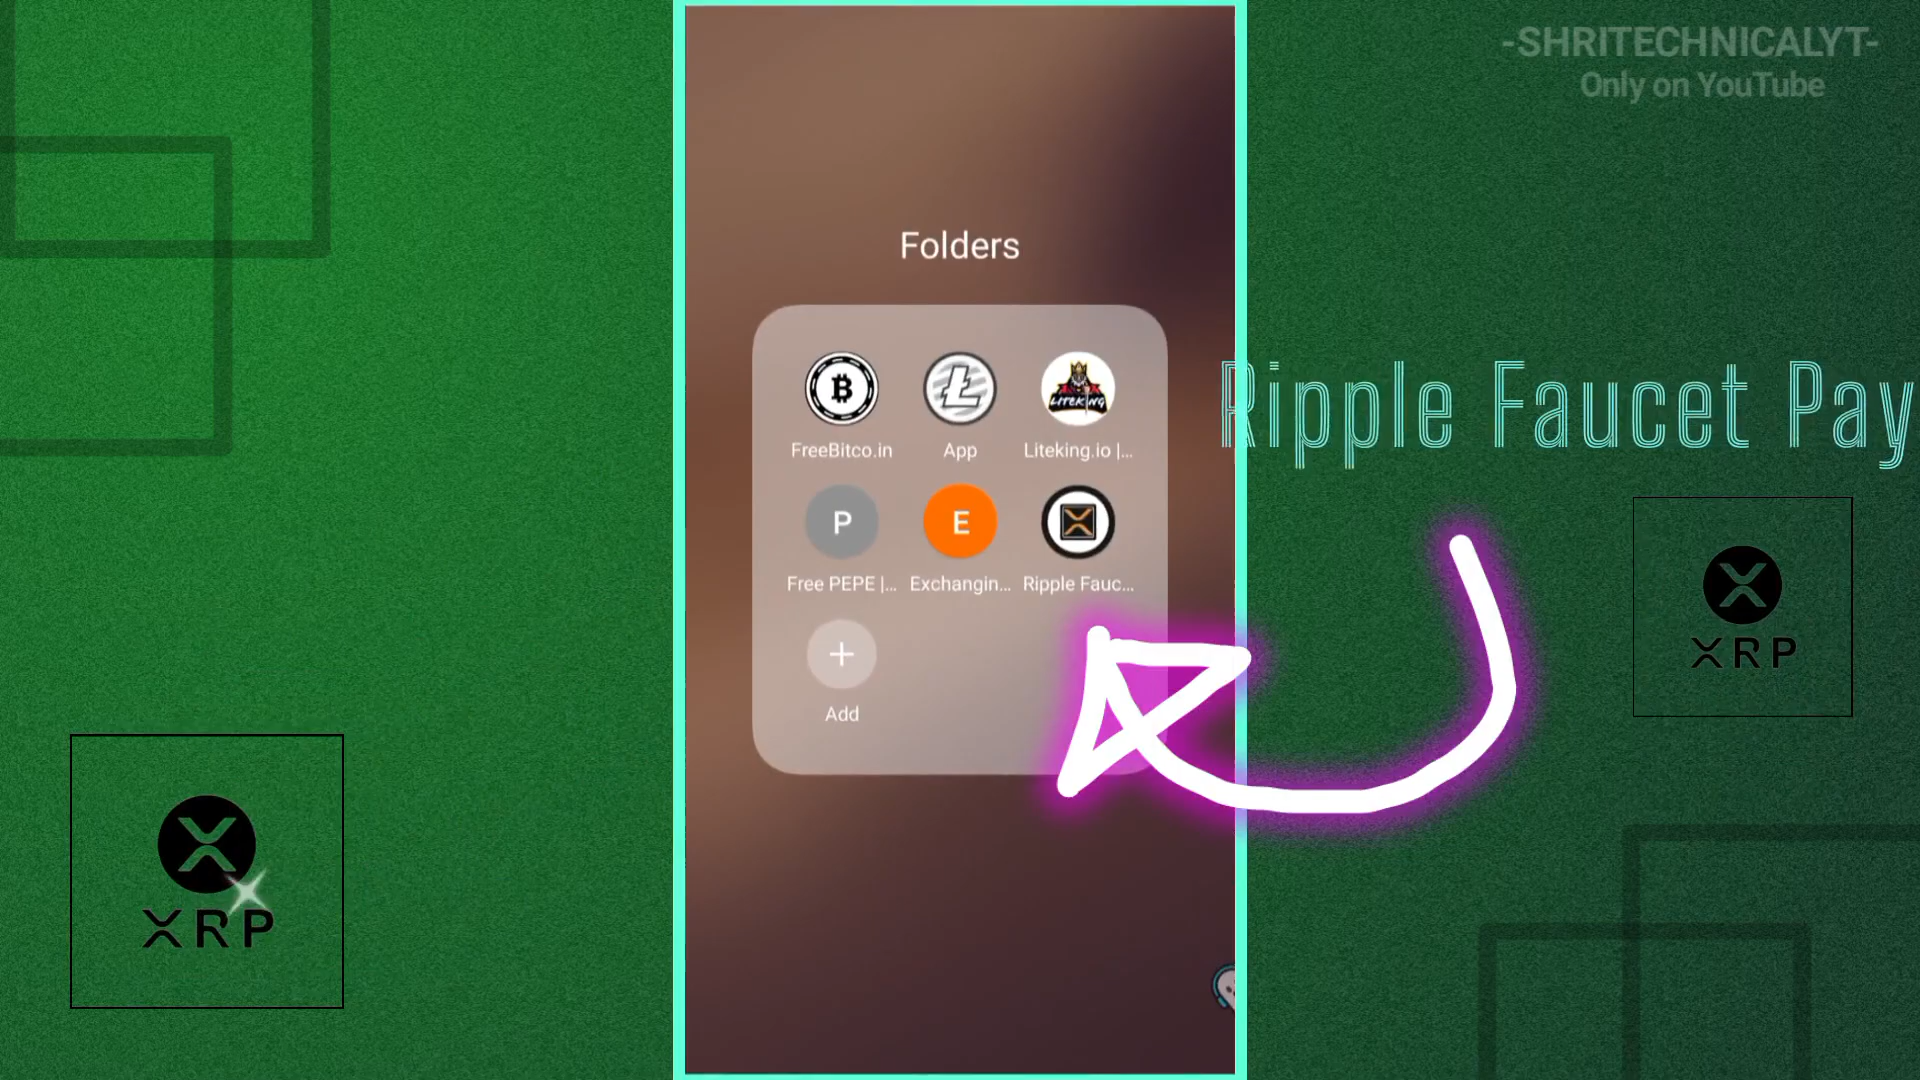 -SHRITECHNICALYT-
Only on YouTube
Folders
FreeBitco.in
App
LITEKING
Liteking.io |...
Ripple Faucet Pay
P
E
Free PEPE |...
Exchangin...
Ripple Fauc...
+
Add
XRP
XRP